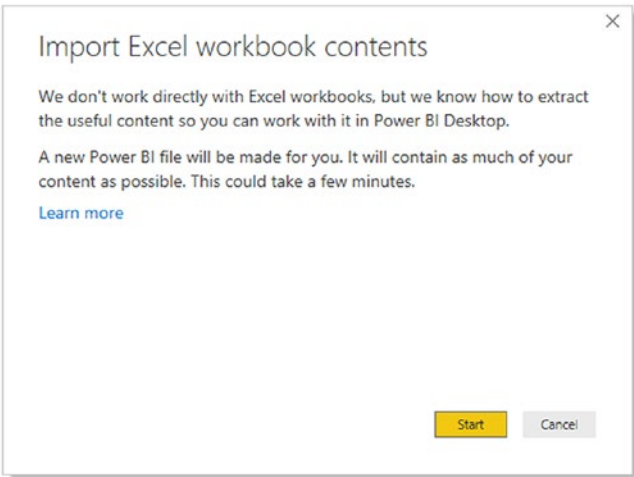 Import Excel workbook contents
We don't work directly with Excel workbooks, but we know how to extract
the useful content so you can work with it in Power BI Desktop.
A new Power BI file will be made for you. It will contain as much of your
content as possible. This could take a few minutes.
Learn more
Start Cancel